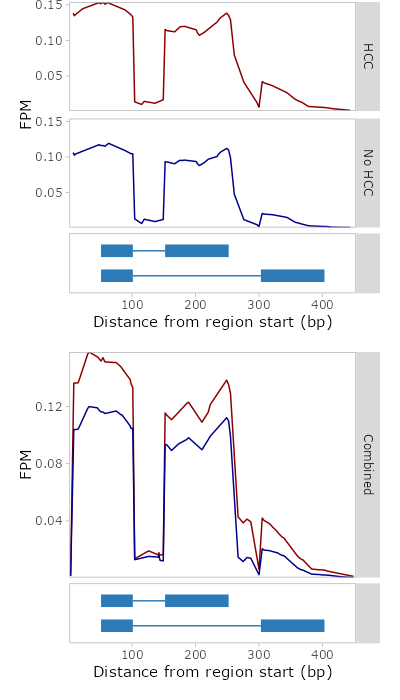 0.15
0.10
0.05
HCC
FPM
0.15
0.10
0.05
No HCC
100 200 300 400
Distance from region start (bp)
0.12
0.08
0.04
FPM
Combined
100 200 300 400
Distance from region start (bp)